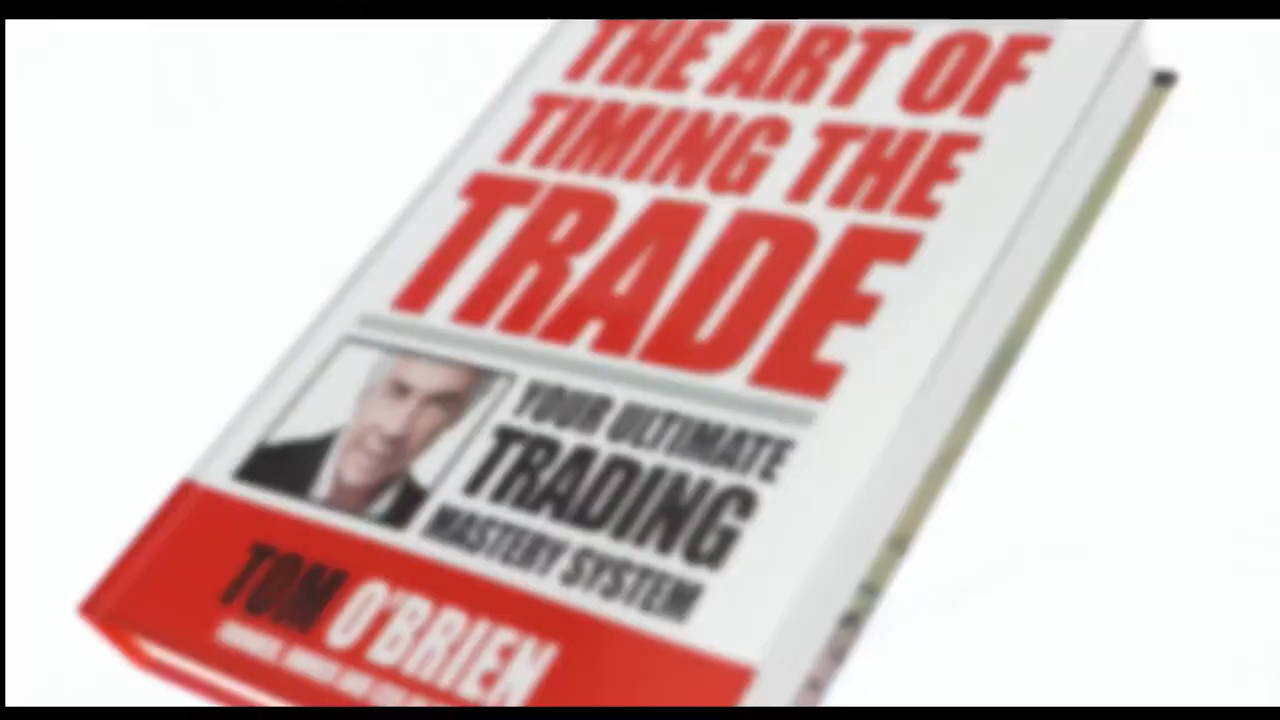 THE ART OF
TIMING THE
TRADE
YOUR ULTIMATE
TRADING
MASTERY SYSTEM
TOM O'BRIEN